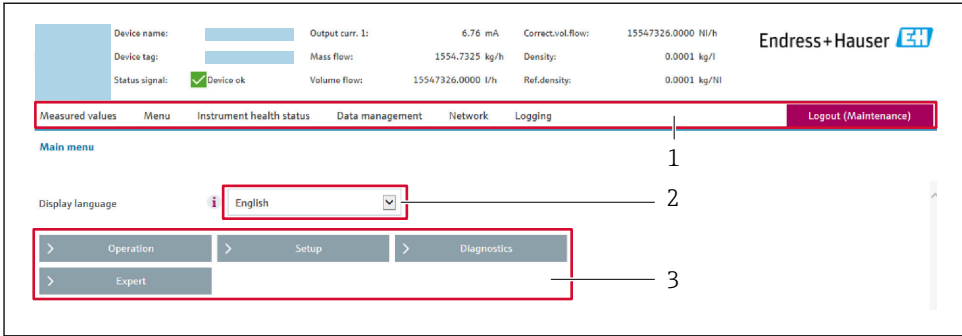 Device name: Output curr. 1: 6.76 mA Correct.vol.flow: 15547326.0000 Nl/h
Endress+Hauser EH
Device tag: Mass flow: 1554.7325 kg/h Density: 0.0001 kg/l
Status signal: Device ok Volume flow: 15547326.0000 l/h Ref.density: 0.0001 kg/Nl
Measured values Menu Instrument health status Data management Network Logging Logout (Maintenance)
1
Main menu
Display language i English 2
> Operation > Setup > Diagnostics
> Expert 3